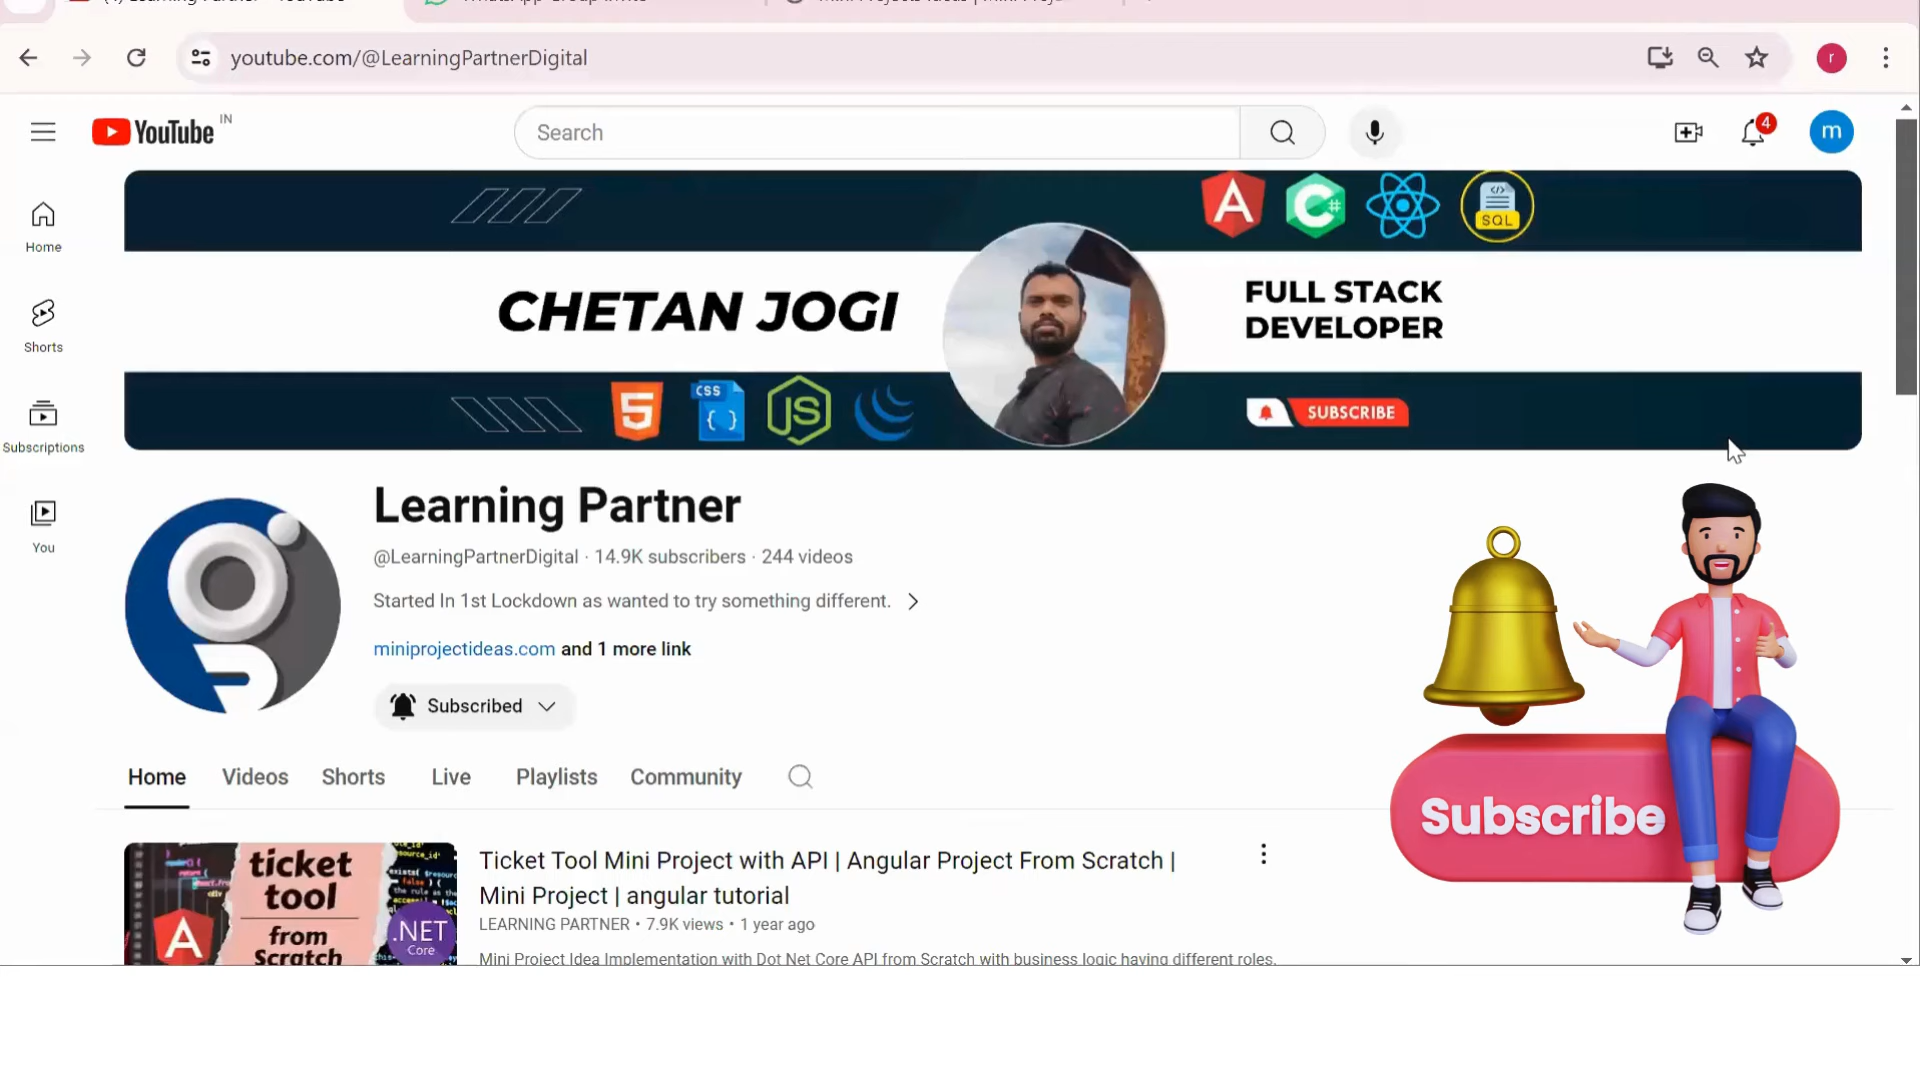 youtube.com/@LearningPartnerDigital
YouTube IN
Search
4
m
r
Home
Shorts
Subscriptions
You
SQL
CHETAN JOGI
FULL STACK
DEVELOPER
5
CSS
JS
SUBSCRIBE
Learning Partner
@LearningPartnerDigital · 14.9K subscribers · 244 videos
Started In 1st Lockdown as wanted to try something different.
miniprojectideas.com and 1 more link
Subscribed
Home Videos Shorts Live Playlists Community
Subscribe
ticket
tool
from
Scratch
.NET
Core
Ticket Tool Mini Project with API | Angular Project From Scratch |
Mini Project | angular tutorial
LEARNING PARTNER • 7.9K views • 1 year ago
Mini Project Idea Implementation with Dot Net Core API from Scratch with business logic having different roles.